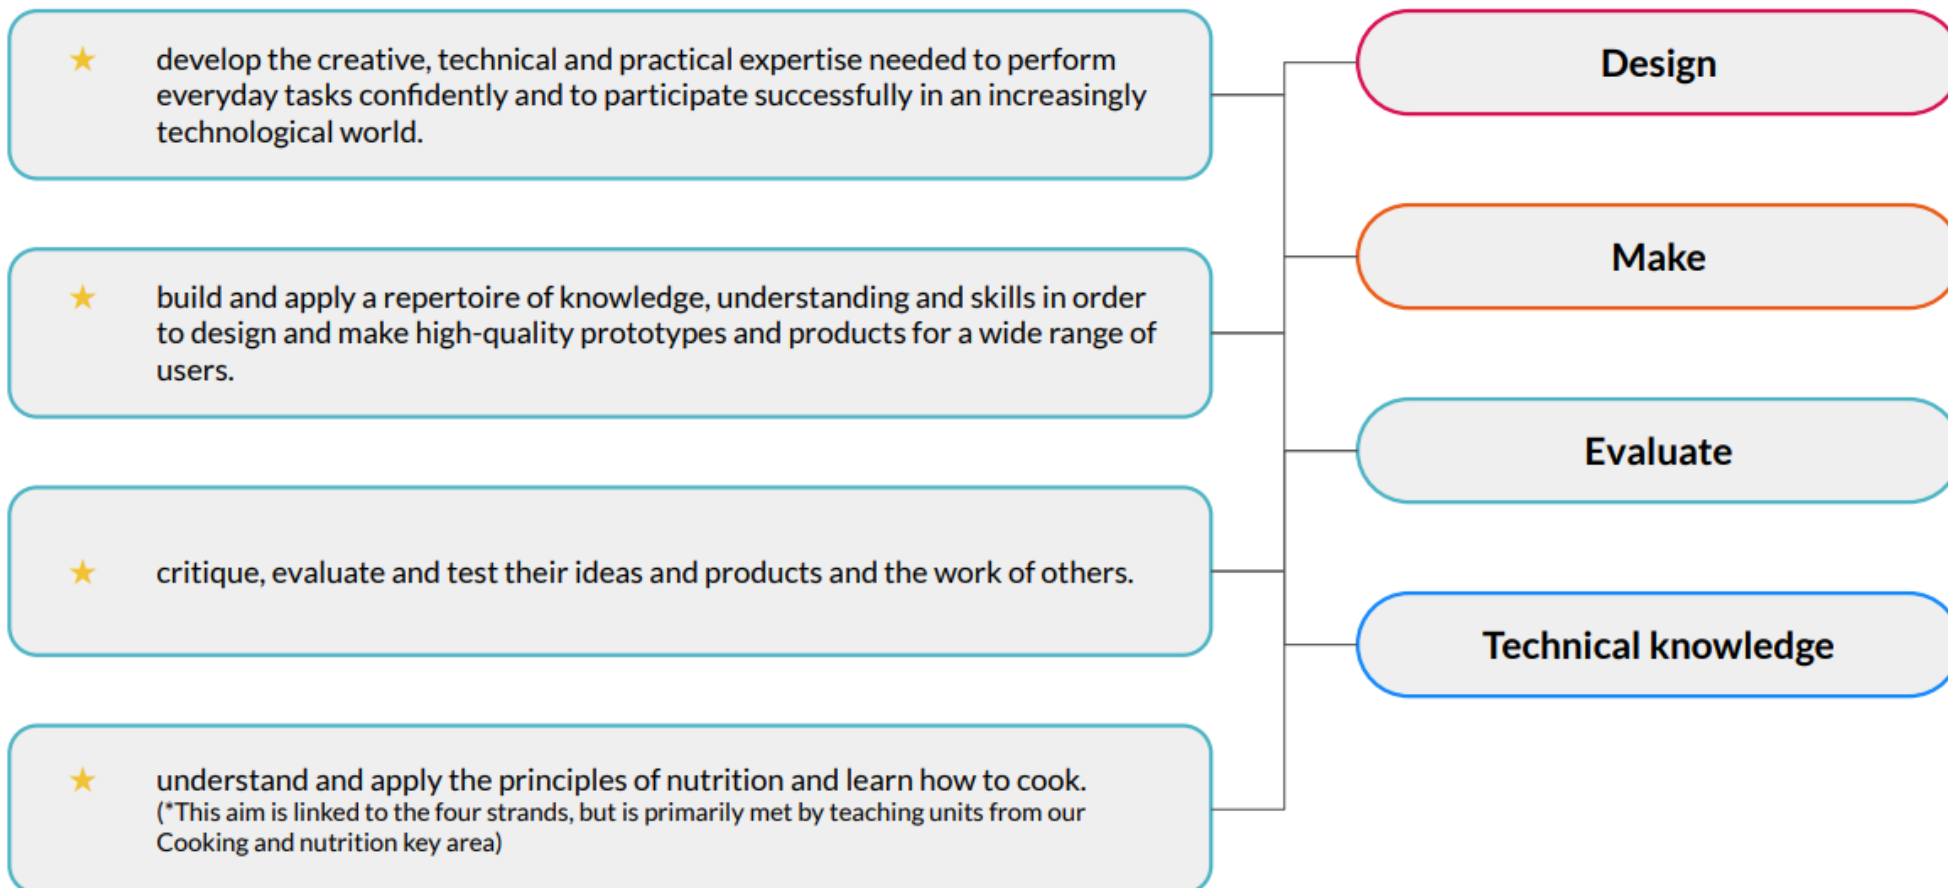 develop the creative, technical and practical expertise needed to perform
everyday tasks confidently and to participate successfully in an increasingly
technological world.
build and apply a repertoire of knowledge, understanding and skills in order
to design and make high-quality prototypes and products for a wide range of
users.
critique, evaluate and test their ideas and products and the work of others.
understand and apply the principles of nutrition and learn how to cook.
(*This aim is linked to the four strands, but is primarily met by teaching units from our
Cooking and nutrition key area)
Design
Make
Evaluate
Technical knowledge